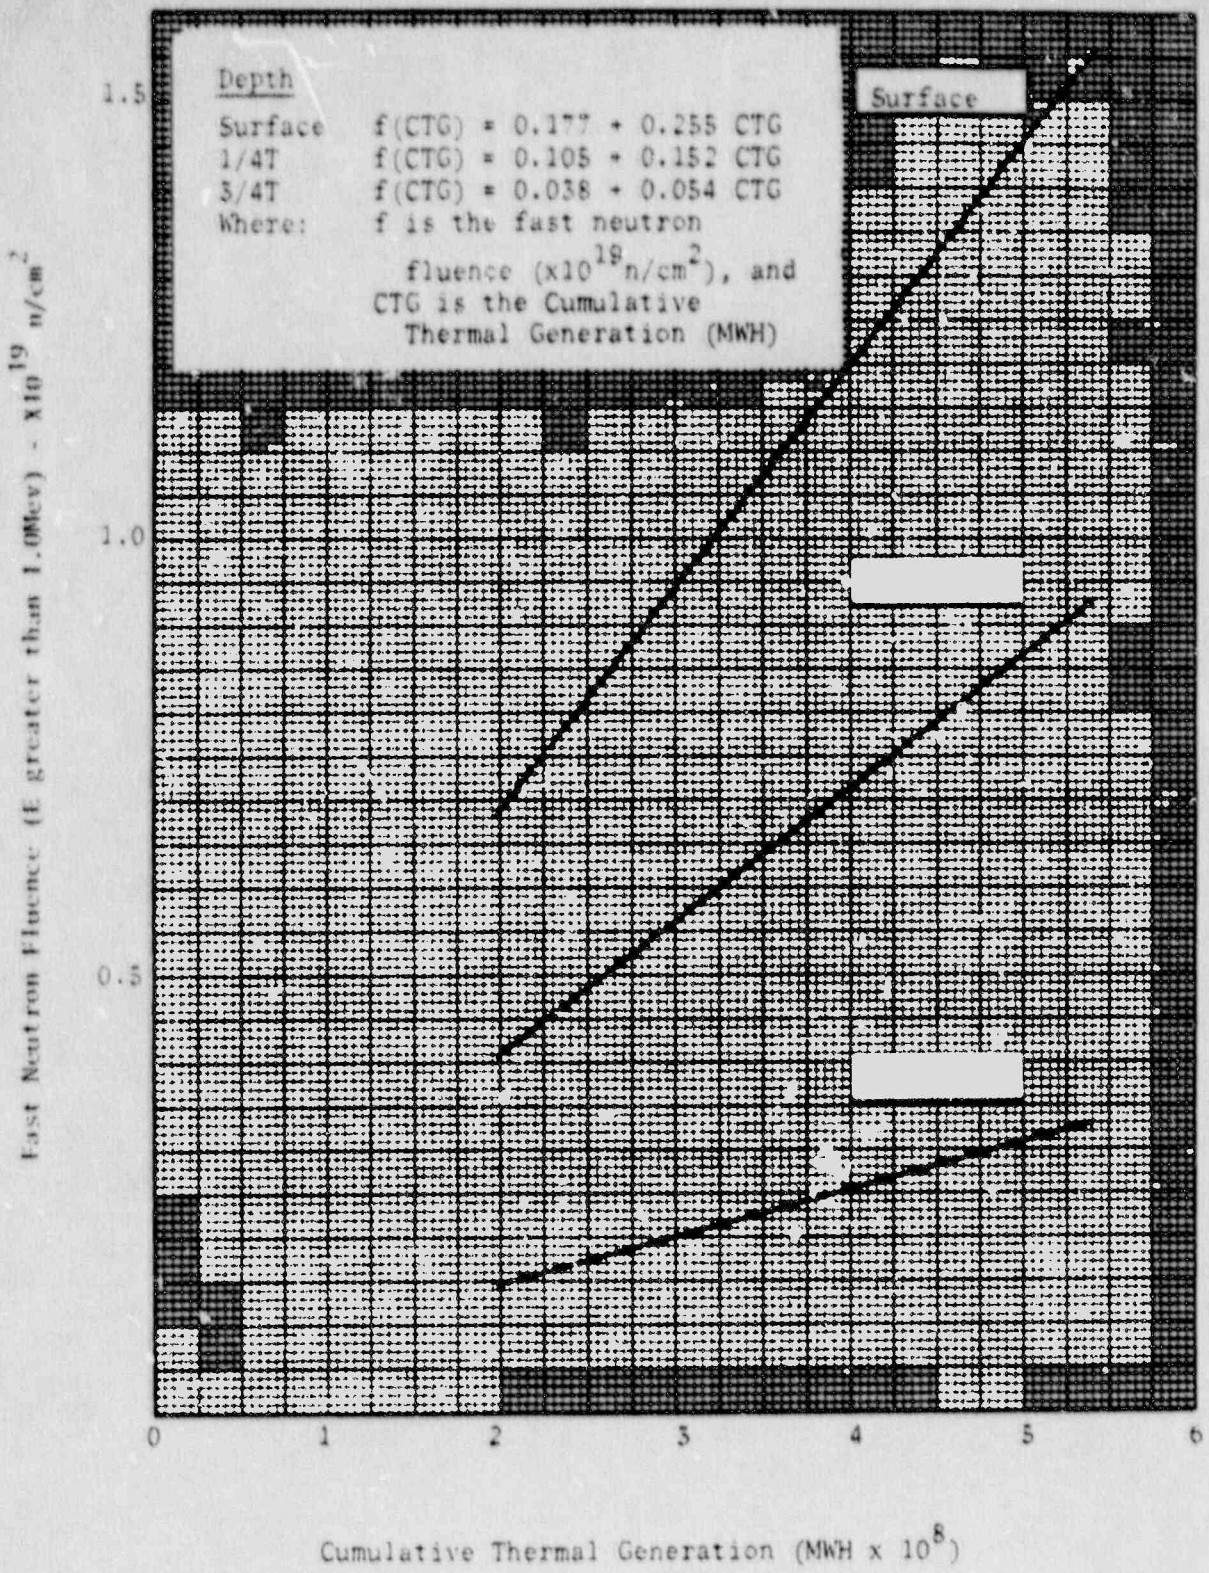 Depth
Surface f(CTG) = 0.177 + 0.255 CTG
1/4T f(CTG) = 0.105 + 0.152 CTG
3/4T f(CTG) = 0.038 + 0.054 CTG
Where: f is the fast neutron
fluence (x10^19 n/cm^2), and
CTG is the Cumulative
Thermal Generation (MWH)
Surface
Fast Neutron Fluence (E greater than 1.0Mev) - X10^19 n/cm^2
1.5
1.0
0.5
0 1 2 3 4 5 6
Cumulative Thermal Generation (MWH x 10^8)